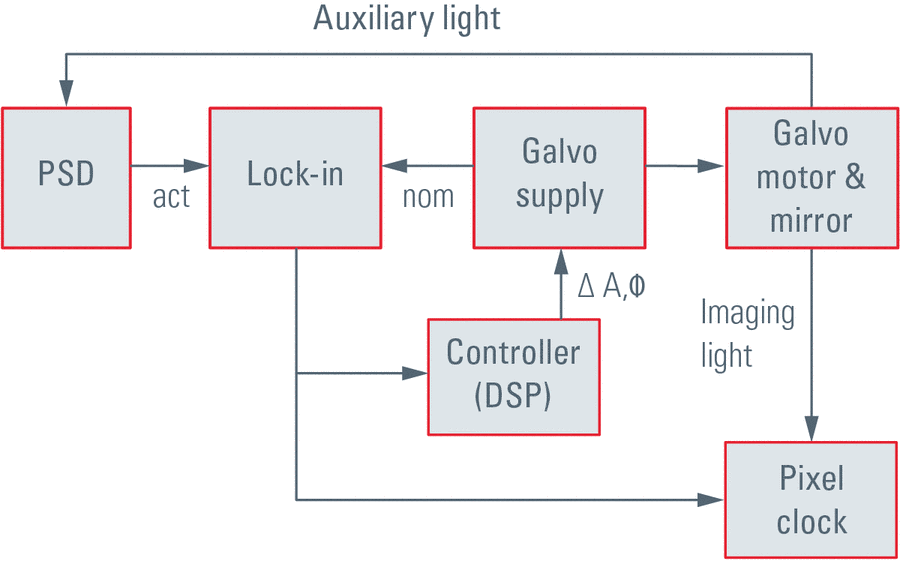 Auxiliary light
PSD
act
Lock-in
nom
Galvo
supply
Galvo
motor &
mirror
Δ A,Φ
Imaging
light
Controller
(DSP)
Pixel
clock